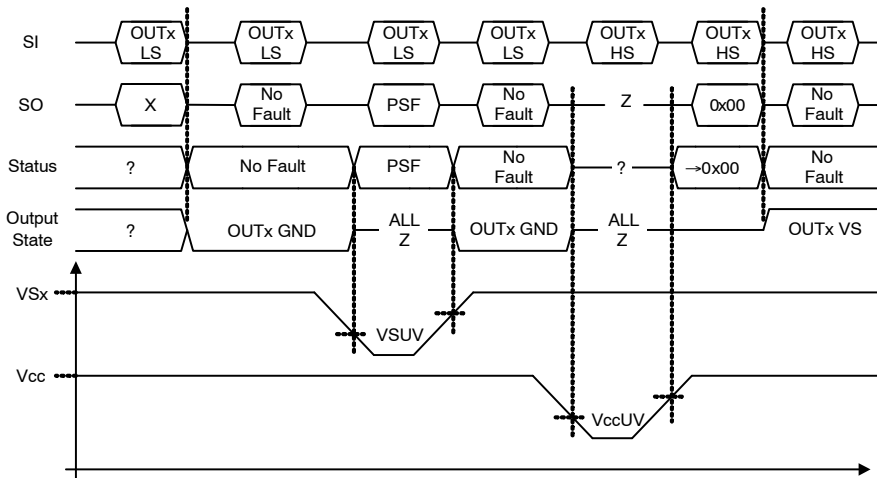 SI
OUTx
LS
OUTx
LS
OUTx
LS
OUTx
LS
OUTx
HS
OUTx
HS
OUTx
HS
SO
X
No
Fault
PSF
No
Fault
Z
0x00
No
Fault
Status
?
No Fault
PSF
No
Fault
?
→0x00
No
Fault
Output
State
?
OUTx GND
ALL
Z
OUTx GND
ALL
Z
OUTx VS
VSx
VSUV
Vcc
VccUV